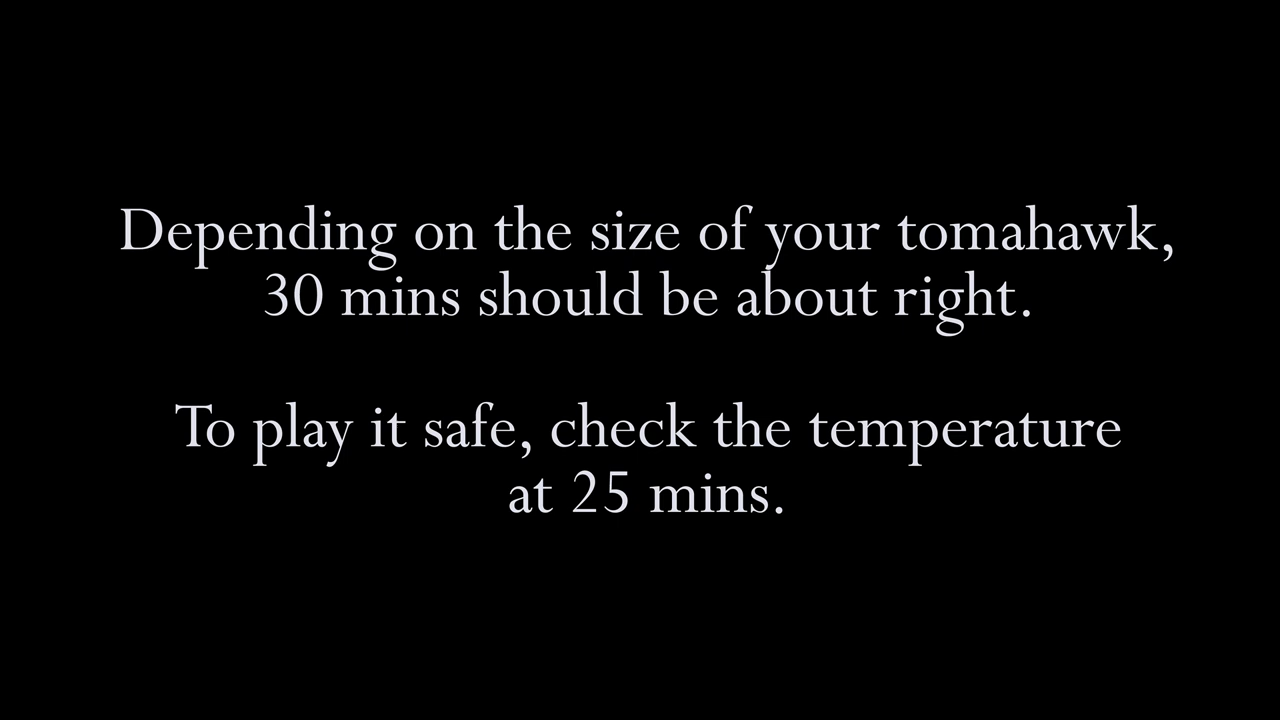 Depending on the size of your tomahawk,
30 mins should be about right.
To play it safe, check the temperature
at 25 mins.